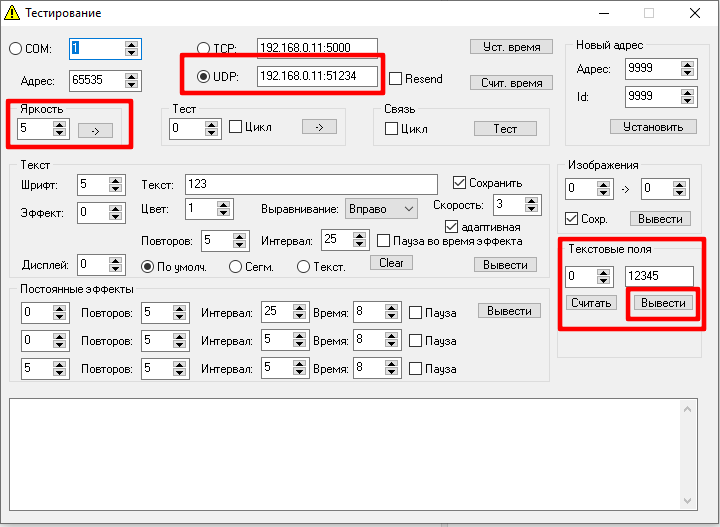 Тестирование
COM: 1 TCP: 192.168.0.11:5000 Уст. время Новый адрес
Адрес: 65535 UDP: 192.168.0.11:51234 Resend Счит. время Адрес: 9999
Id: 9999
Яркость Тест Связь
5 -> 0 Цикл -> Цикл Тест Установить
Текст Изображения
Шрифт: 5 Текст: 123 Сохранить 0 -> 0
Эффект: 0 Цвет: 1 Выравнивание: Вправо Скорость: 3 Сохр. Вывести
адаптивная
Повторов: 5 Интервал: 25 Пауза во время эффекта Текстовые поля
Дисплей: 0 По умолч. Сегм. Текст. Clear Вывести 0 12345
Постоянные эффекты Считать Вывести
0 Повторов: 5 Интервал: 25 Время: 8 Пауза Вывести
0 Повторов: 5 Интервал: 5 Время: 8 Пауза
5 Повторов: 5 Интервал: 5 Время: 8 Пауза